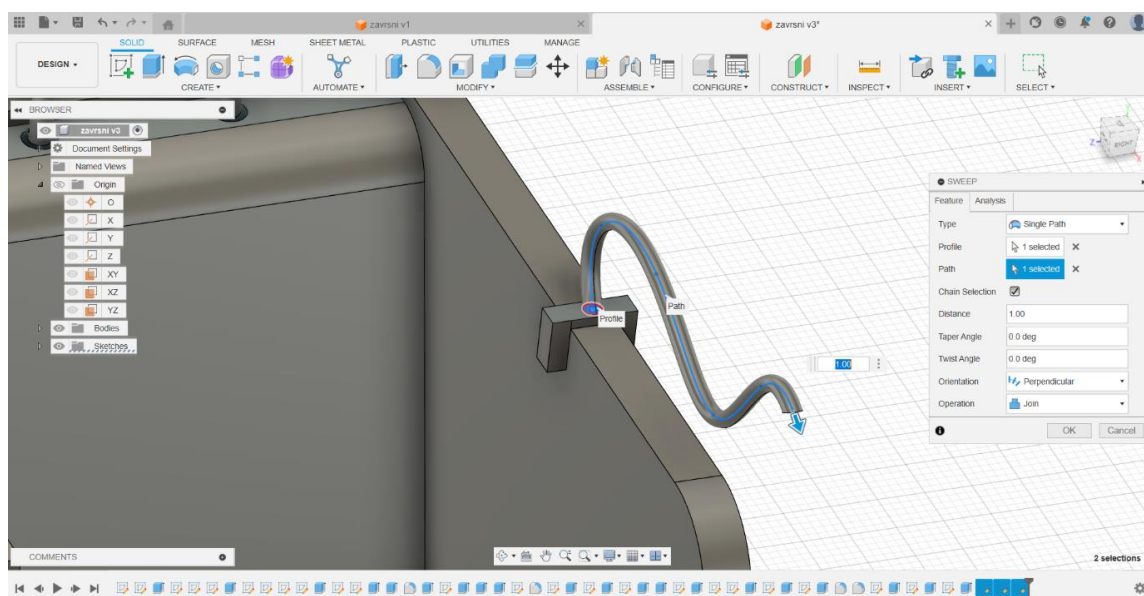 zavrsni v1
zavrsni v3*
DESIGN
SOLID SURFACE MESH SHEET METAL PLASTIC UTILITIES MANAGE
CREATE AUTOMATE MODIFY ASSEMBLE CONFIGURE CONSTRUCT INSPECT INSERT SELECT
BROWSER
zavrsni v3
Document Settings
Named Views
Origin
O
X
Y
Z
XY
XZ
YZ
Bodies
Sketches
Profile
Path
1.00
Z
RIGHT
X
SWEEP
Feature Analysis
Type Single Path
Profile 1 selected
Path 1 selected
Chain Selection
Distance 1.00
Taper Angle 0.0 deg
Twist Angle 0.0 deg
Orientation Perpendicular
Operation Join
OK Cancel
COMMENTS
2 selections